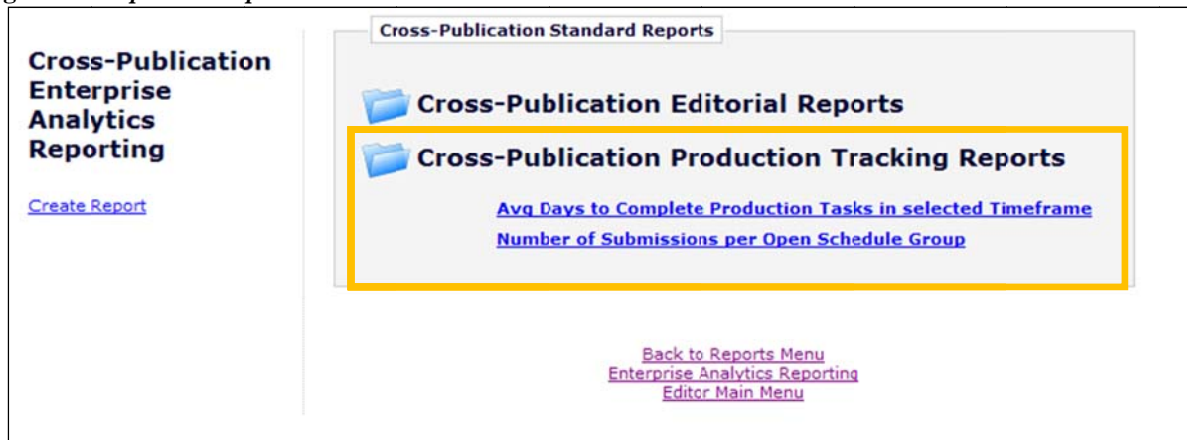 Cross-Publication
Enterprise
Analytics
Reporting
Create Report
Cross-Publication Standard Reports
Cross-Publication Editorial Reports
Cross-Publication Production Tracking Reports
Avg Days to Complete Production Tasks in selected Timeframe
Number of Submissions per Open Schedule Group
Back to Reports Menu
Enterprise Analytics Reporting
Editor Main Menu